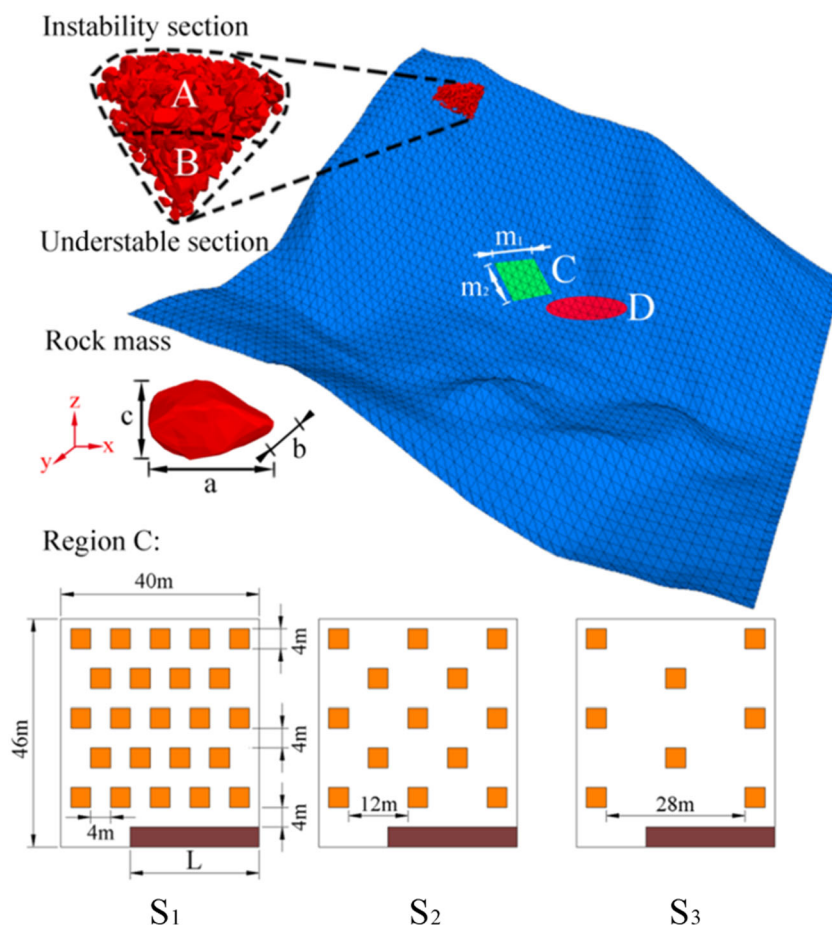 Instability section
A
B
Understable section
m₁
C
m₂
D
Rock mass
z
x
y
c
a
b
Region C:
40m
46m
4m
4m
4m
4m
12m
28m
L
S₁
S₂
S₃